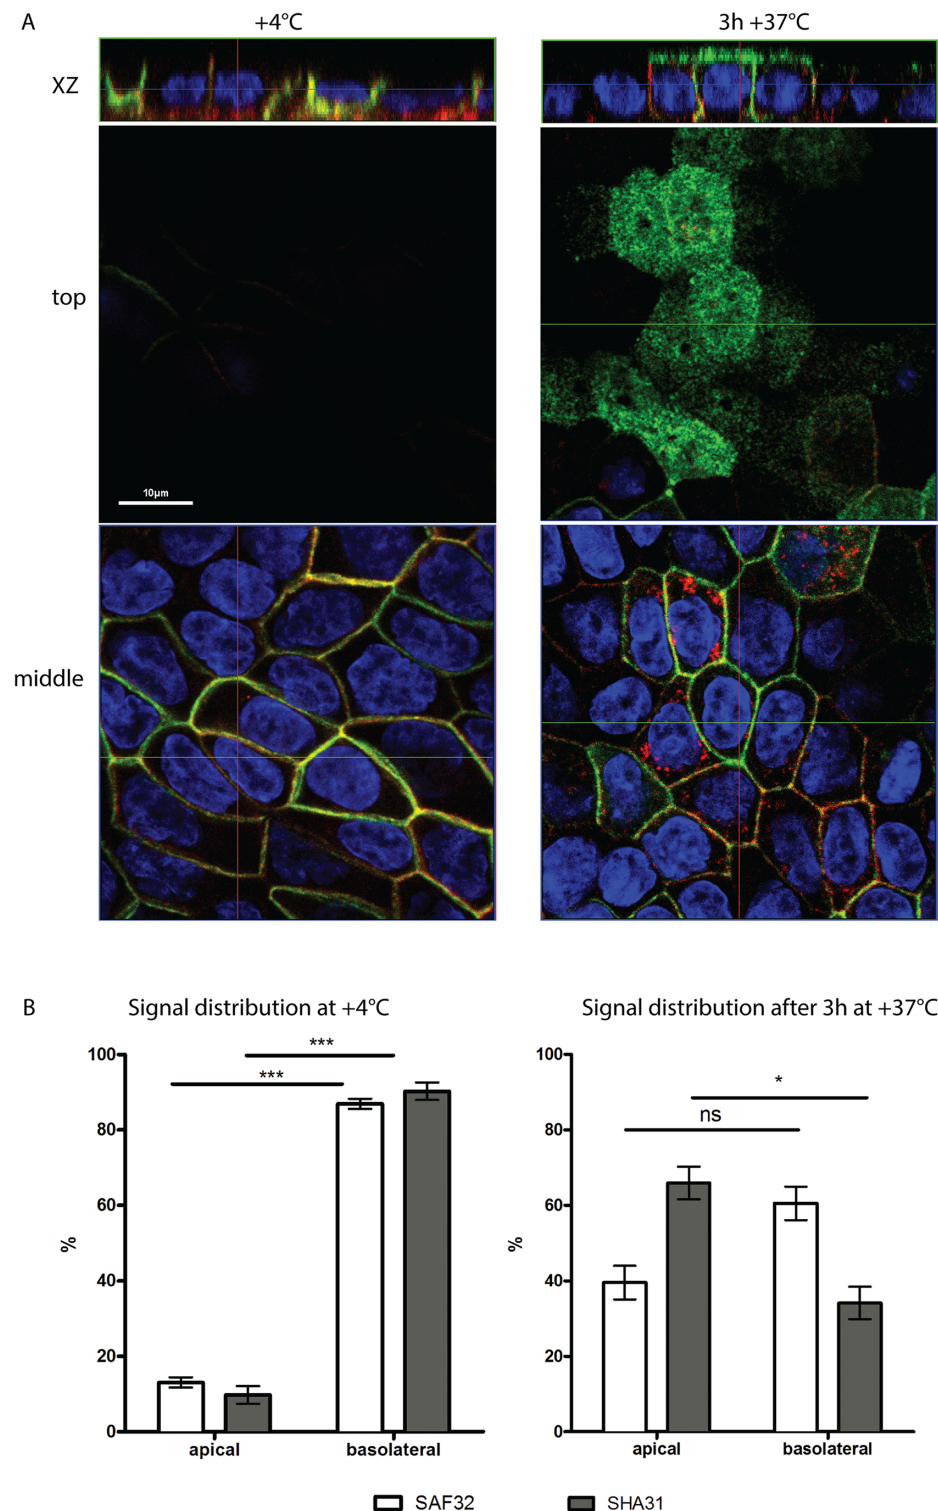 A
+4°C
3h +37°C
XZ
top
10µm
middle
B
Signal distribution at +4°C
Signal distribution after 3h at +37°C
100
80
60
40
20
0
%
***
***
apical
basolateral
100
80
60
40
20
0
%
*
ns
apical
basolateral
SAF32
SHA31